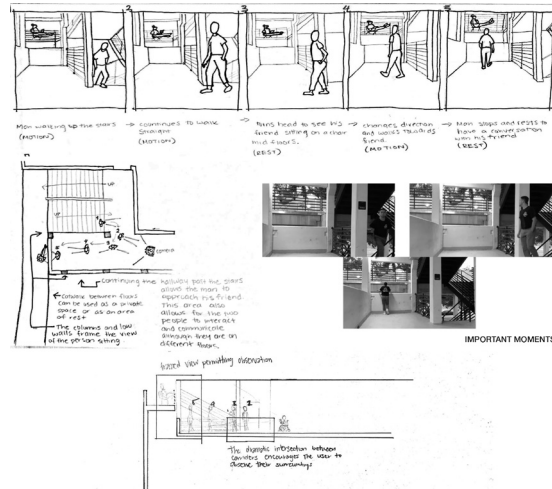 1
2
3
4
5
Man walking up the stairs
(MOTION)
→ continues to walk
straight
(MOTION)
→ turns head to see his
friend sitting on a chair
mid floors.
(REST)
→ changes direction
and walks towards
friend.
(MOTION)
→ Man stops and rests to
have a conversation
with his friend
(REST)
UP
camera
continuing the hallway past the stairs
allows the man to
approach his friend
This area also
allows for the two
people to interact
and communicate
although they are on
different floors.
between floors
can be used as a private
space or as an area
of rest
The columns and low
walls frame the view
of the person sitting.
IMPORTANT MOMENTS
framed view permitting observation
The dramatic intersection between
corridors encourages the user to
observe their surroundings